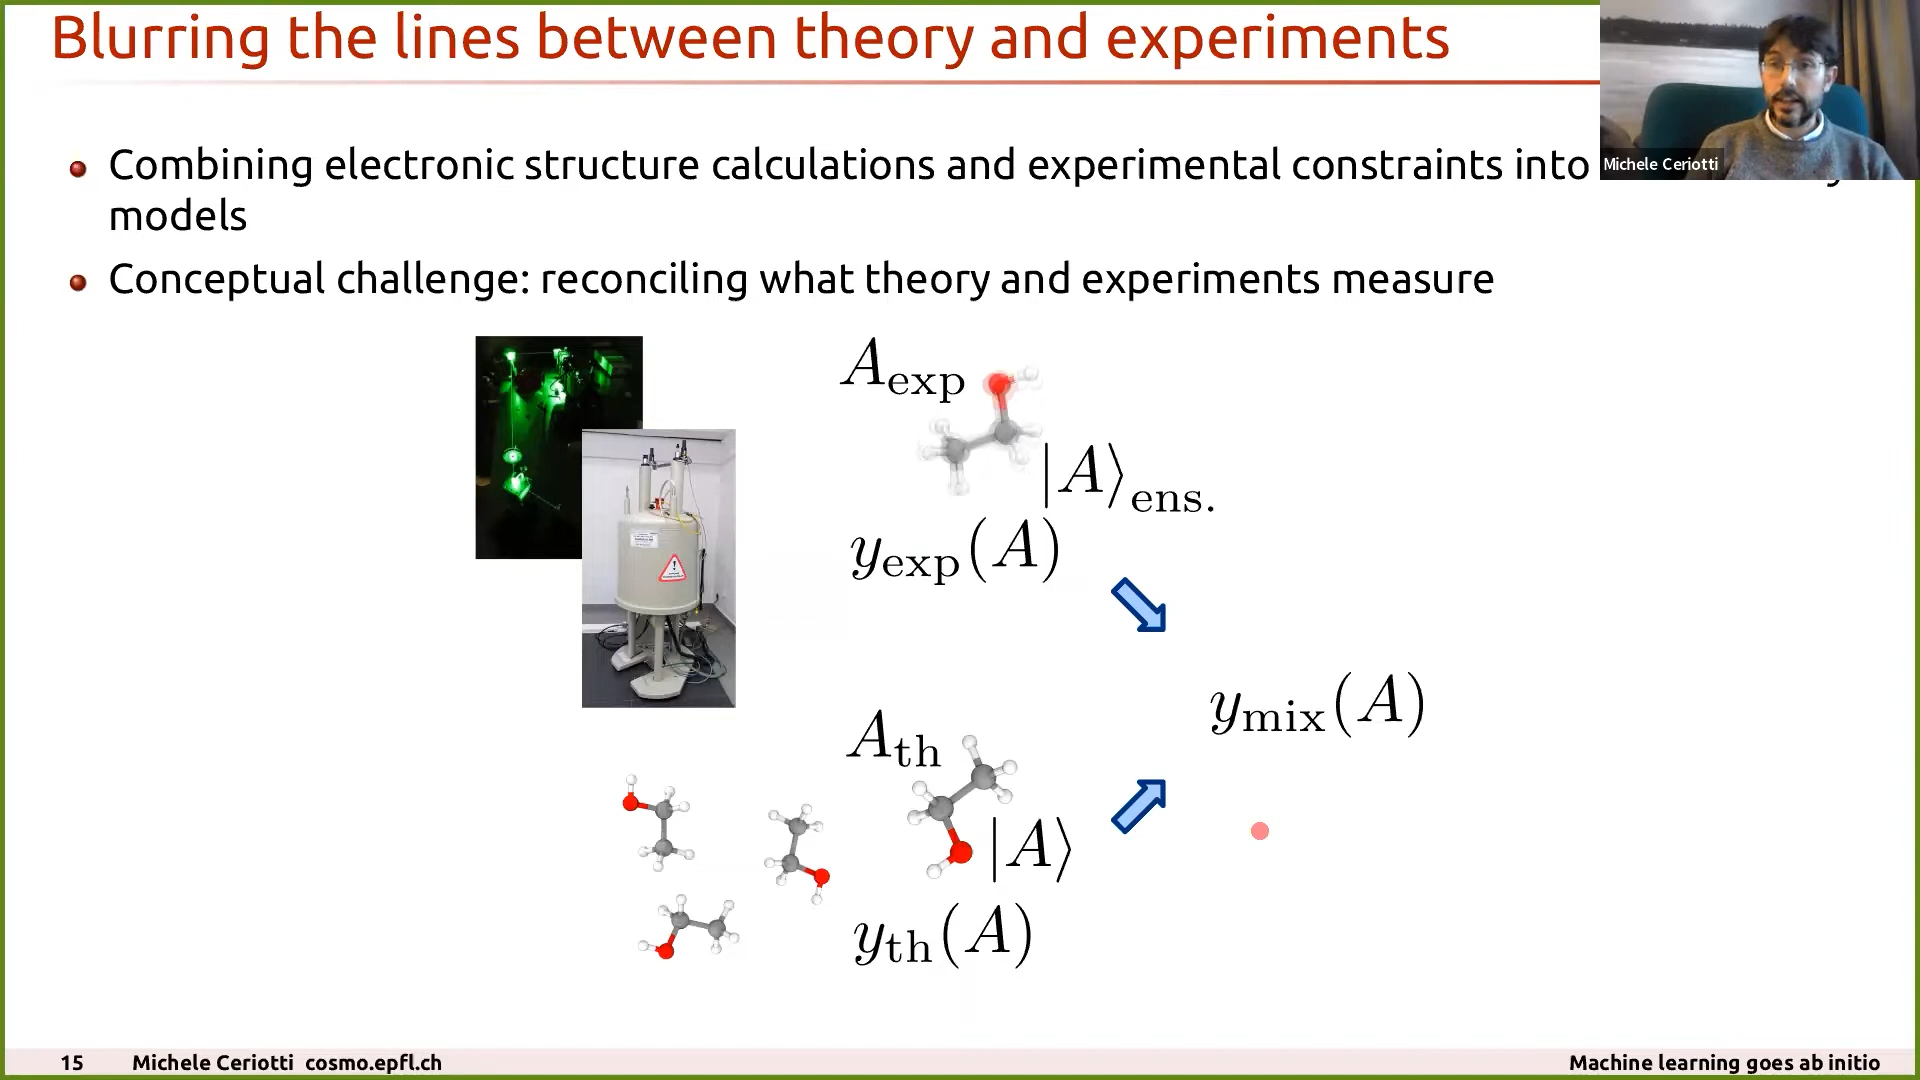 Blurring the lines between theory and experiments
Michele Ceriotti
Combining electronic structure calculations and experimental constraints into
models
Conceptual challenge: reconciling what theory and experiments measure
A_exp
|A⟩_ens.
y_exp(A)
y_mix(A)
A_th
|A⟩
y_th(A)
15 Michele Ceriotti cosmo.epfl.ch Machine learning goes ab initio